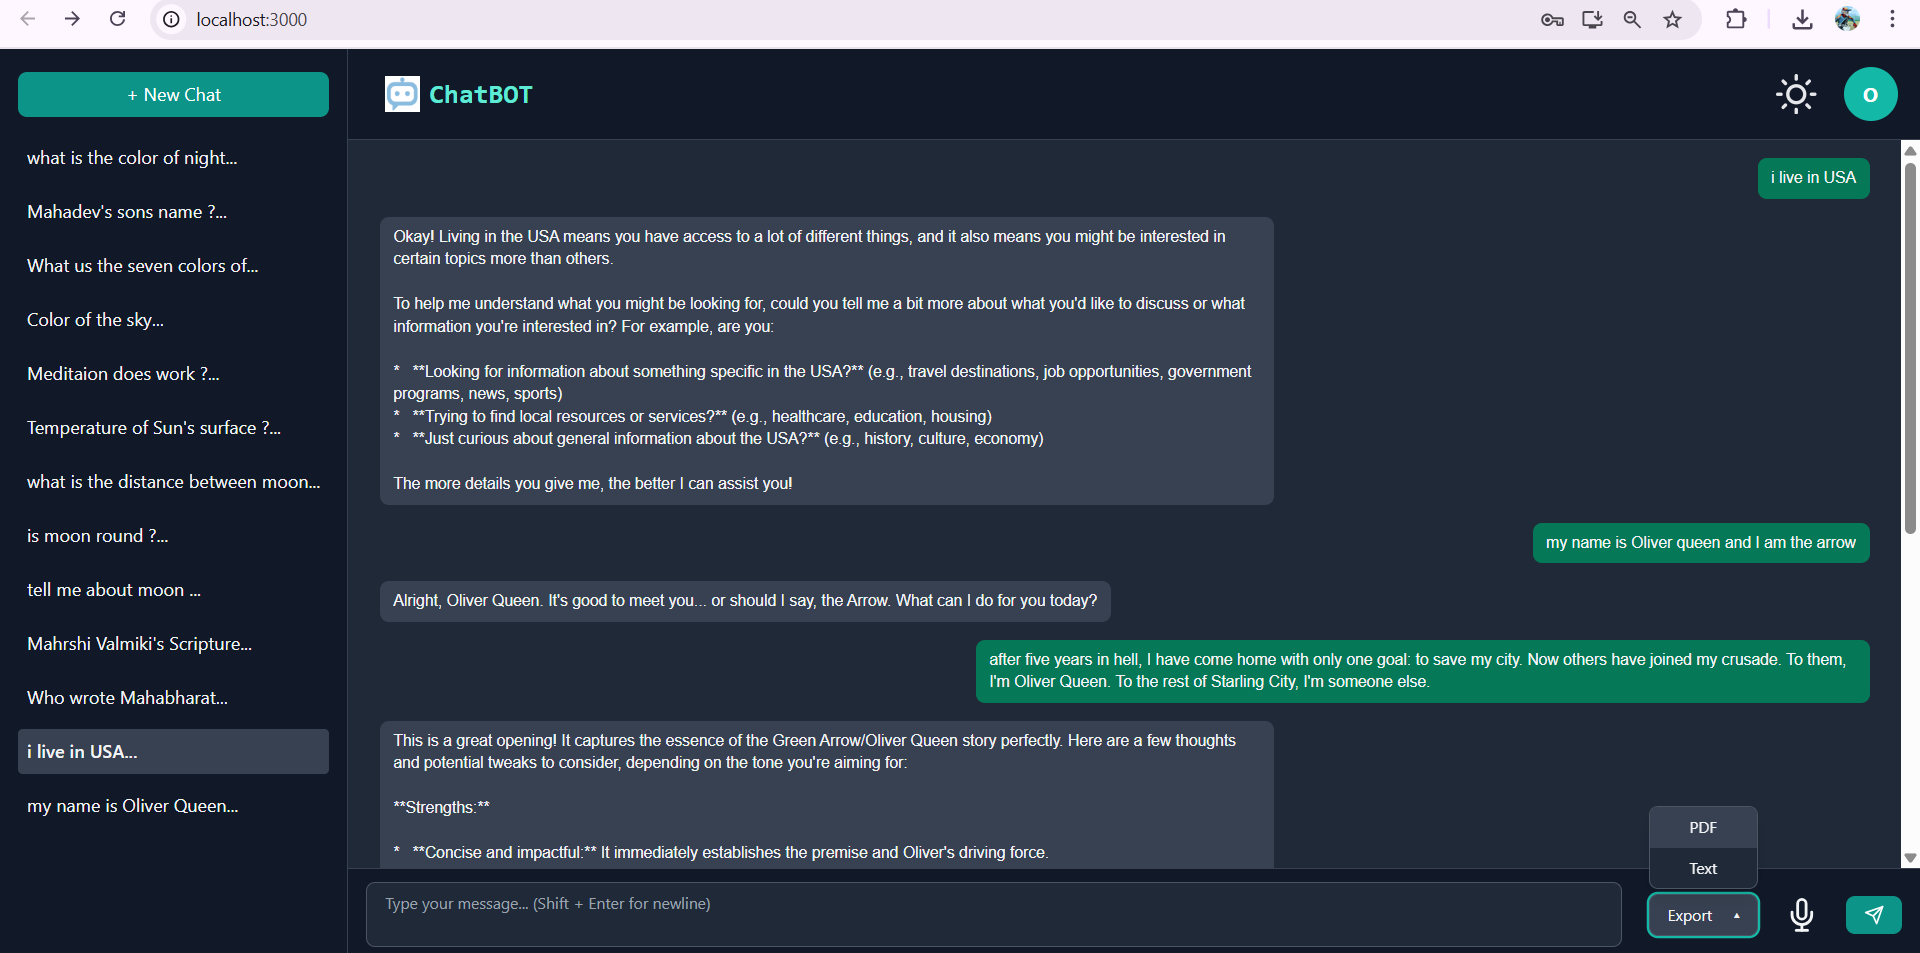 localhost:3000
+ New Chat
what is the color of night...
Mahadev's sons name ?...
What us the seven colors of...
Color of the sky...
Meditaion does work ?...
Temperature of Sun's surface ?...
what is the distance between moon...
is moon round ?...
tell me about moon ...
Mahrshi Valmiki's Scripture...
Who wrote Mahabharat...
i live in USA...
my name is Oliver Queen...
ChatBOT
O
i live in USA
Okay! Living in the USA means you have access to a lot of different things, and it also means you might be interested in
certain topics more than others.
To help me understand what you might be looking for, could you tell me a bit more about what you'd like to discuss or what
information you're interested in? For example, are you:
*   **Looking for information about something specific in the USA?** (e.g., travel destinations, job opportunities, government
programs, news, sports)
*   **Trying to find local resources or services?** (e.g., healthcare, education, housing)
*   **Just curious about general information about the USA?** (e.g., history, culture, economy)
The more details you give me, the better I can assist you!
my name is Oliver queen and I am the arrow
Alright, Oliver Queen. It's good to meet you... or should I say, the Arrow. What can I do for you today?
after five years in hell, I have come home with only one goal: to save my city. Now others have joined my crusade. To them,
I'm Oliver Queen. To the rest of Starling City, I'm someone else.
This is a great opening! It captures the essence of the Green Arrow/Oliver Queen story perfectly. Here are a few thoughts
and potential tweaks to consider, depending on the tone you're aiming for:
**Strengths:**
*   **Concise and impactful:** It immediately establishes the premise and Oliver's driving force.
PDF
Text
Type your message... (Shift + Enter for newline)
Export ▲